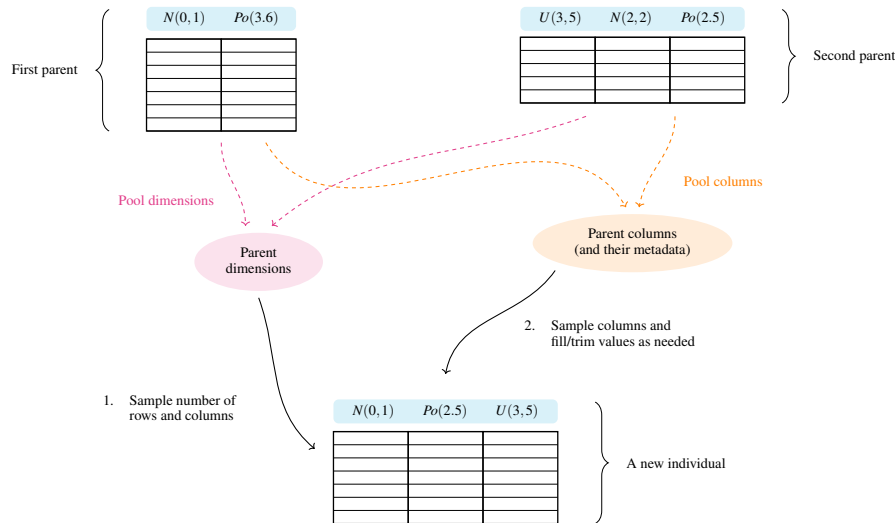 N(0,1) Po(3.6)
First parent
U(3,5) N(2,2) Po(2.5)
Second parent
Pool dimensions
Pool columns
Parent
dimensions
Parent columns
(and their metadata)
1. Sample number of
rows and columns
2. Sample columns and
fill/trim values as needed
N(0,1) Po(2.5) U(3,5)
A new individual